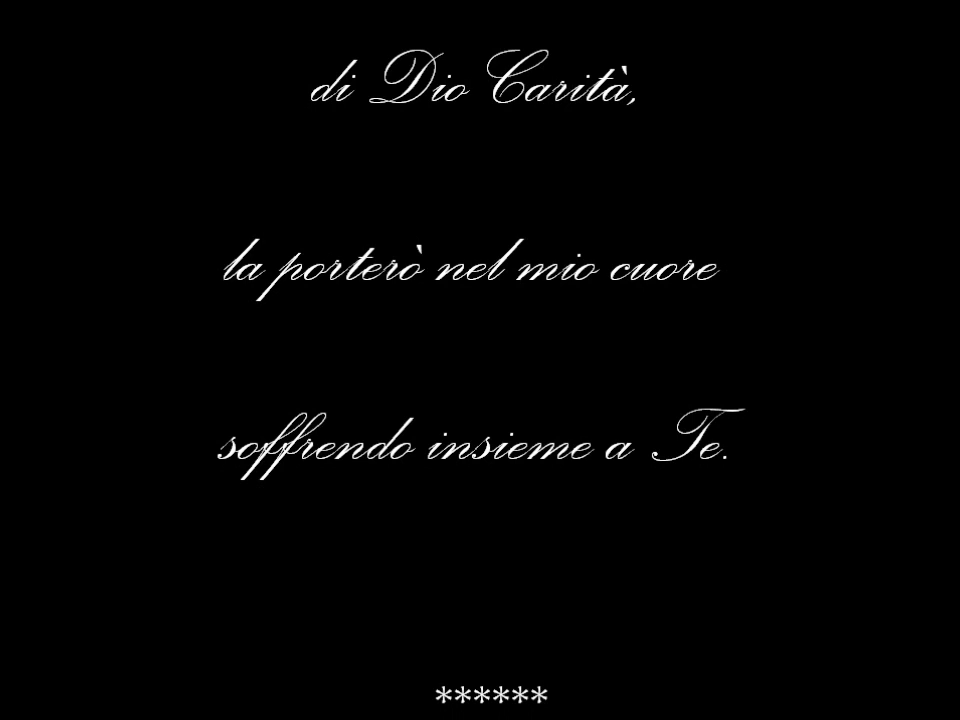 di Dio Carità,
la porterò nel mio cuore
soffrendo insieme a Te.
******